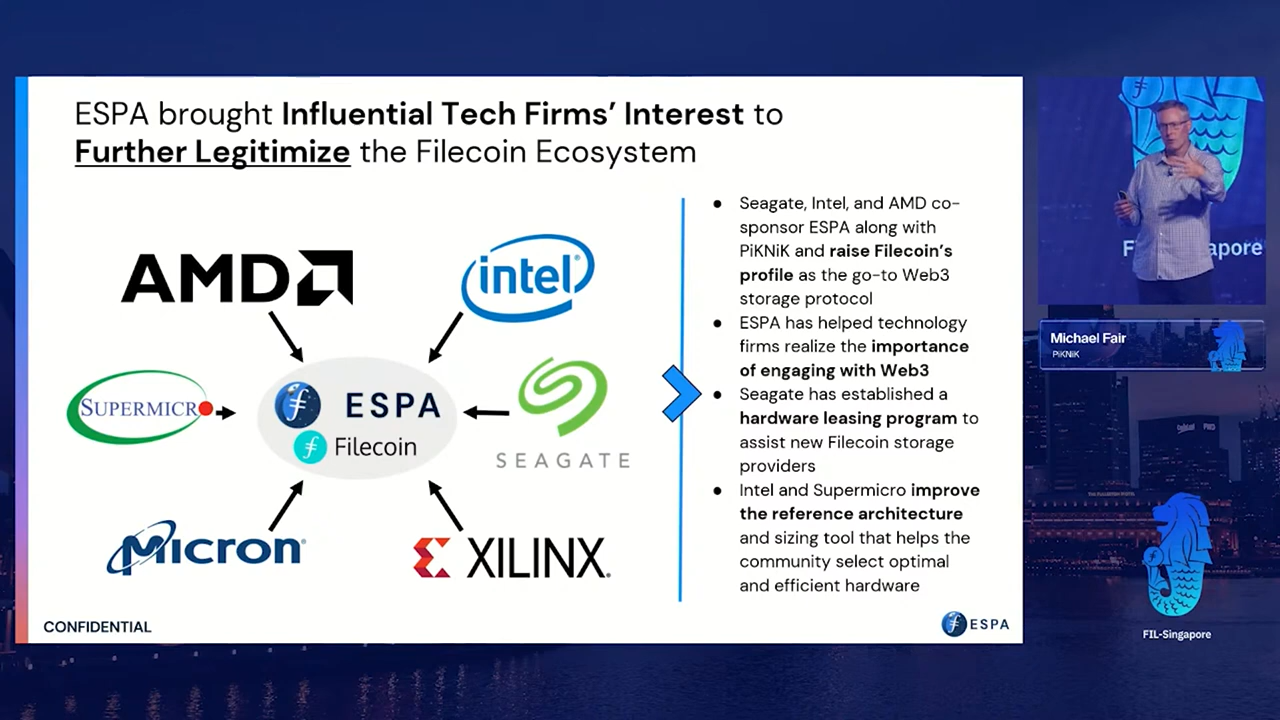 ESPA brought Influential Tech Firms' Interest to
Further Legitimize the Filecoin Ecosystem
AMD
intel
SUPERMICRO
ESPA
Filecoin
SEAGATE
Micron
XILINX
● Seagate, Intel, and AMD co-
sponsor ESPA along with
PiKNiK and raise Filecoin's
profile as the go-to Web3
storage protocol
● ESPA has helped technology
firms realize the importance
of engaging with Web3
● Seagate has established a
hardware leasing program to
assist new Filecoin storage
providers
● Intel and Supermicro improve
the reference architecture
and sizing tool that helps the
community select optimal
and efficient hardware
CONFIDENTIAL
ESPA
F apore
Michael Fair
PiKNiK
FIL-Singapore